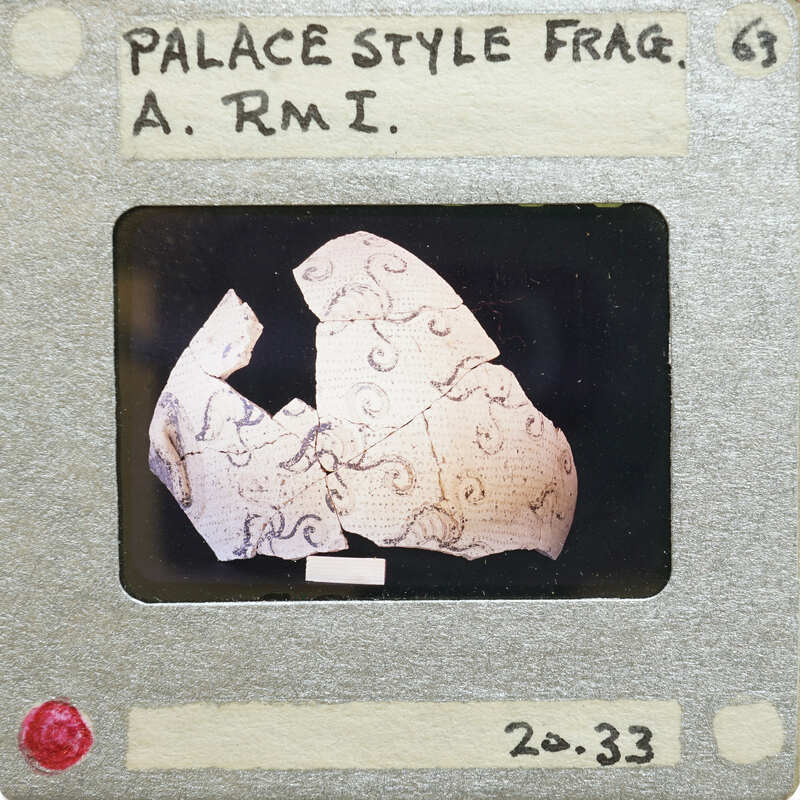 PALACE STYLE FRAG.
63
A. RM I.
20.33